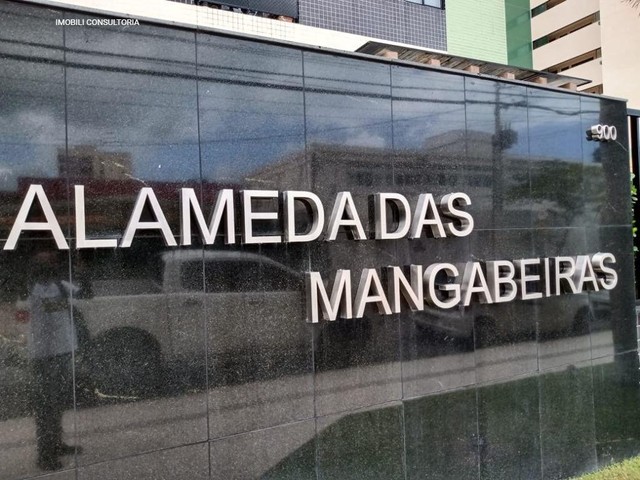 IMOBILI CONSULTORIA
900
ALAMEDA DAS
MANGABEIRAS